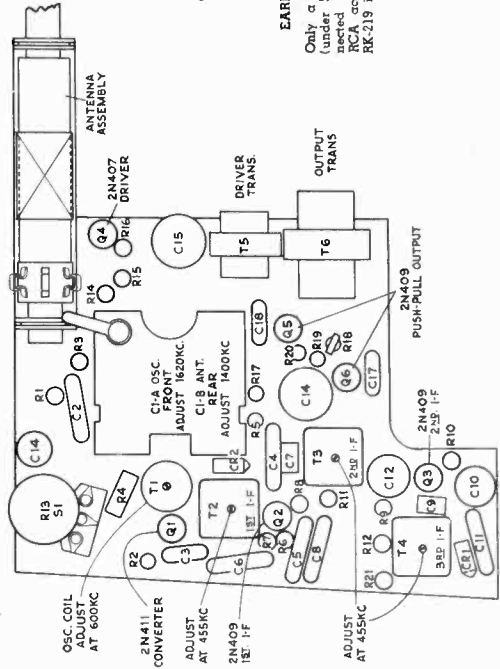 EARI
Only a
(under
nected
RCA ac
RK-219 i
ANTENNA
ASSEMBLY
2N407
DRIVER
DRIVER
TRANS.
OUTPUT
TRANS
2N409
PUSH-PULL OUTPUT
Q4
R16
R15
R14
C15
T5
T6
R3
R1
C2
C14
R13
S1
R4
C1-A OSC.
FRONT
ADJUST 1620KC.
C1-B ANT.
REAR
ADJUST 1400KC
C18
Q5
R20
R19
R18
Q6
C17
C14
R17
R5
CR2
C4
C7
T3
2ND I-F
T1
T2
1ST I-F
Q1
R2
C3
C6
Q2
R7
R6
R8
C5
C8
R11
C12
Q3
R10
C9
C10
R9
R12
R21
T4
3RD I-F
CR1
C11
2N409
2ND I-F
OSC. COIL
ADJUST
AT 600KC
2N411
CONVERTER
ADJUST
AT 455KC
2N409
1ST I-F
ADJUST
AT 455KC